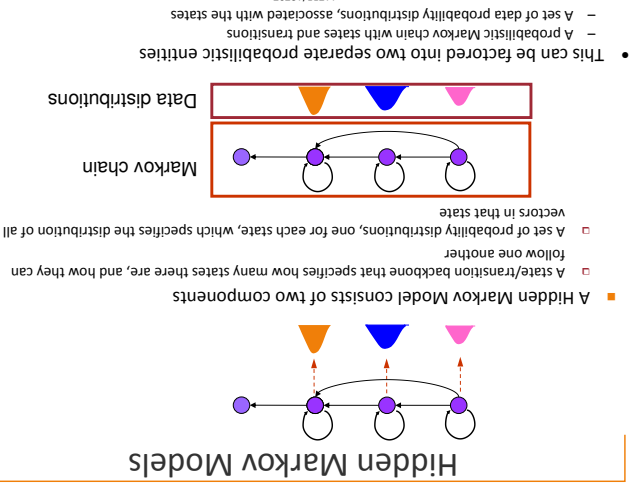 Hidden Markov Models
A Hidden Markov Model consists of two components
A state/transition backbone that specifies how many states there are, and how they can
follow one another
A set of probability distributions, one for each state, which specifies the distribution of all
vectors in that state
Markov chain
Data distributions
• This can be factored into two separate probabilistic entities
– A probabilistic Markov chain with states and transitions
– A set of data probability distributions, associated with the states